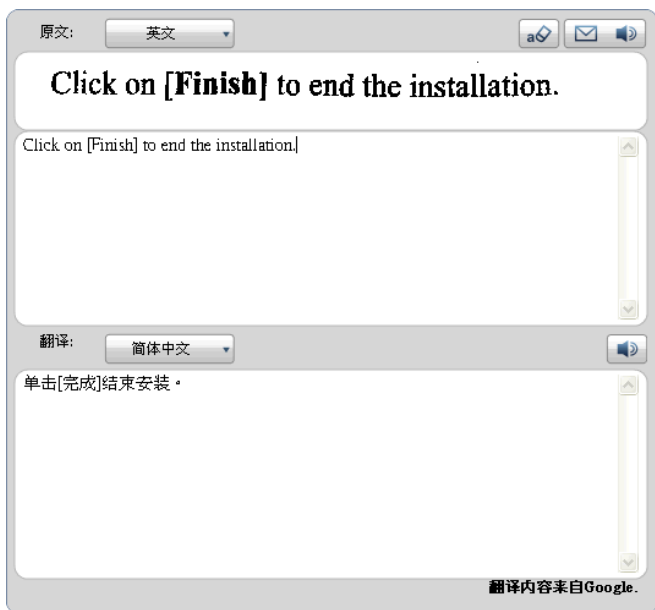 原文:
英文
a
Click on [Finish] to end the installation.
Click on [Finish] to end the installation.
翻译:
简体中文
单击[完成]结束安装。
翻译内容来自Google.